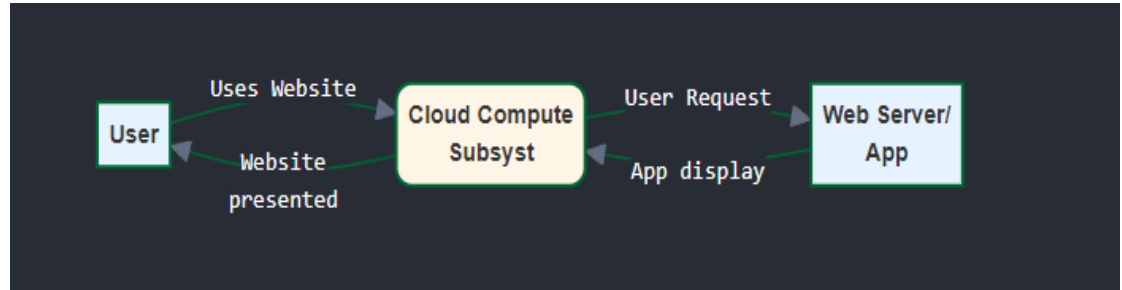 Uses Website
User
Website
presented
Cloud Compute
Subsyst
User Request
App display
Web Server/
App